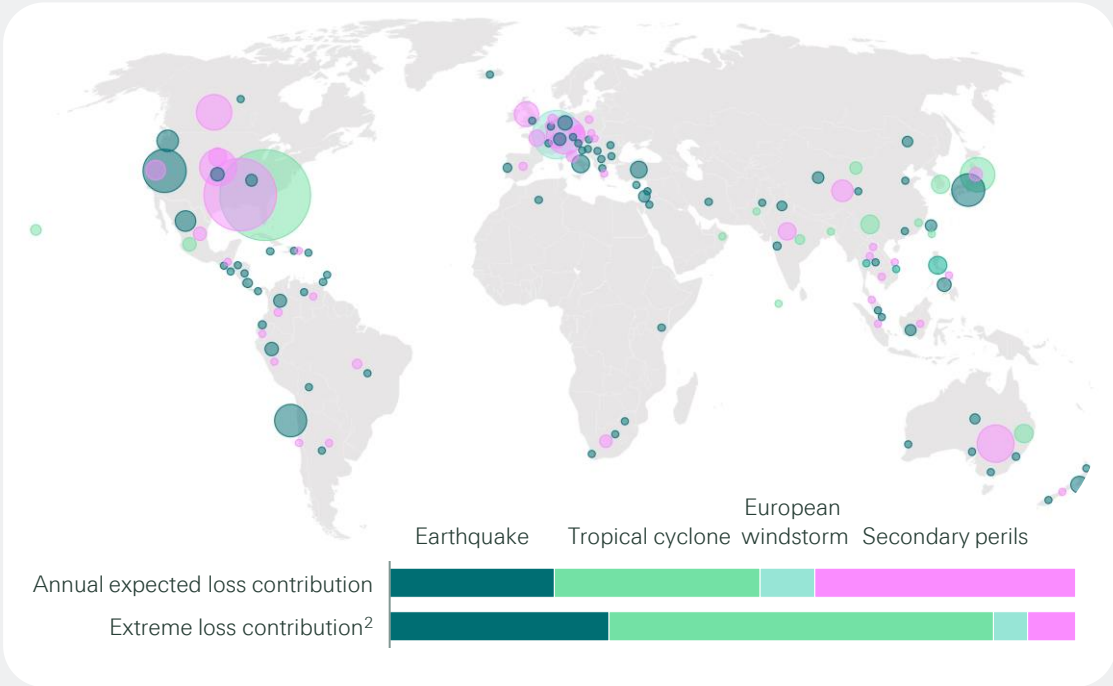 European
Earthquake Tropical cyclone windstorm Secondary perils
Annual expected loss contribution
Extreme loss contribution2